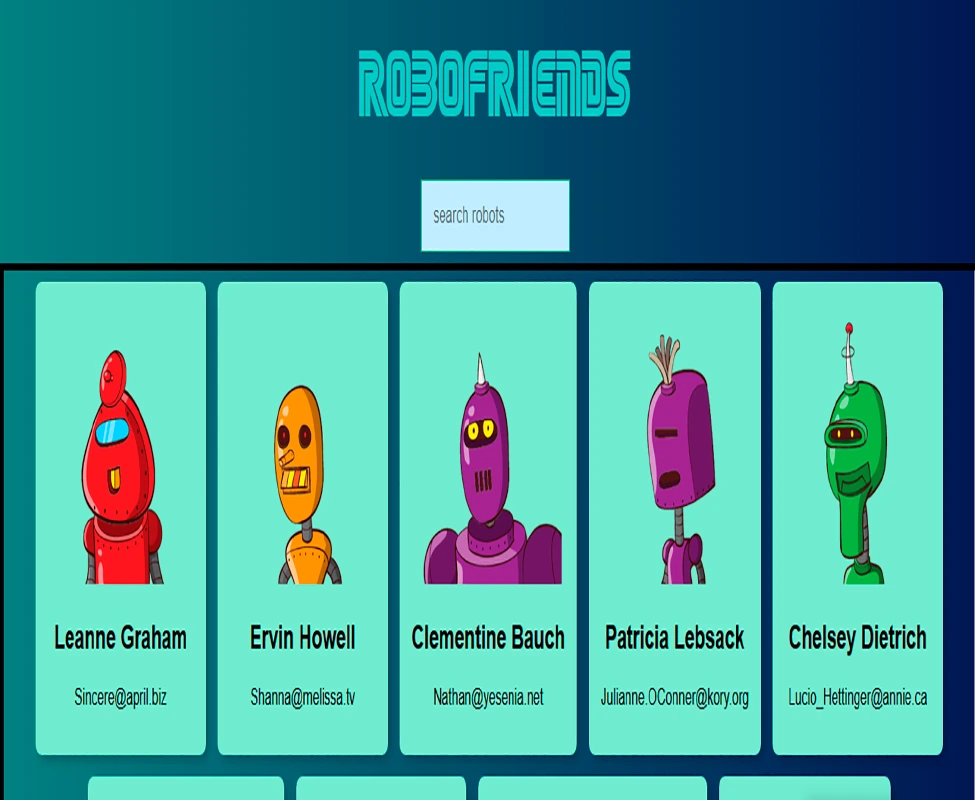 ROBOFRIENDS
search robots
Leanne Graham
Ervin Howell
Clementine Bauch
Patricia Lebsack
Chelsey Dietrich
Sincere@april.biz
Shanna@melissa.tv
Nathan@yesenia.net
Julianne.OConner@kory.org
Lucio_Hettinger@annie.ca